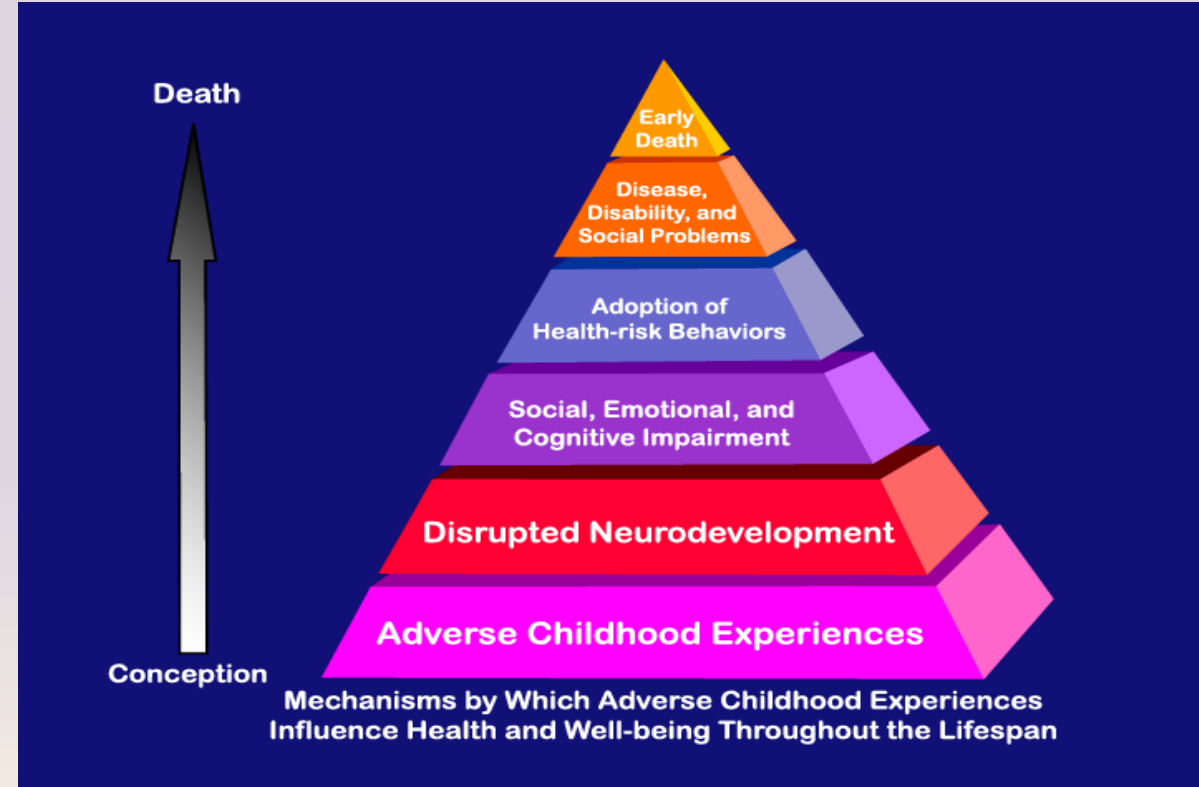 Death
Early
Death
Disease,
Disability, and
Social Problems
Adoption of
Health-risk Behaviors
Social, Emotional, and
Cognitive Impairment
Disrupted Neurodevelopment
Adverse Childhood Experiences
Conception
Mechanisms by Which Adverse Childhood Experiences
Influence Health and Well-being Throughout the Lifespan